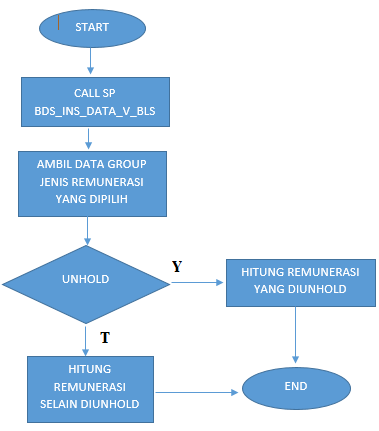 START
CALL SP
BDS_INS_DATA_V_BLS
AMBIL DATA GROUP
JENIS REMUNERASI
YANG DIPILIH
UNHOLD
Y
HITUNG REMUNERASI
YANG DIUNHOLD
T
HITUNG
REMUNERASI
SELAIN DIUNHOLD
END